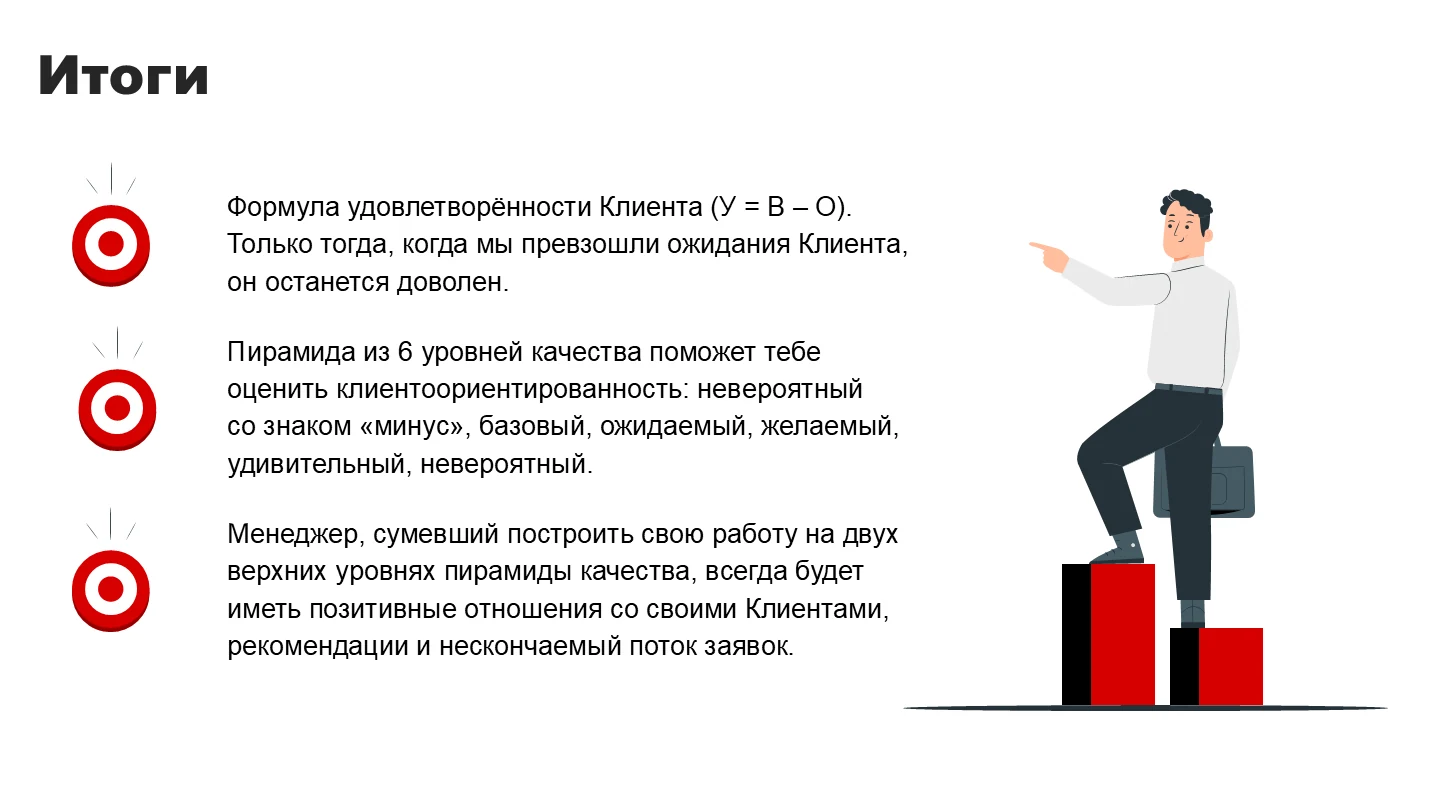 Итоги
Формула удовлетворённости Клиента (У = В – О).
Только тогда, когда мы превзошли ожидания Клиента,
он останется доволен.
Пирамида из 6 уровней качества поможет тебе
оценить клиентоориентированность: невероятный
со знаком «минус», базовый, ожидаемый, желаемый,
удивительный, невероятный.
Менеджер, сумевший построить свою работу на двух
верхних уровнях пирамиды качества, всегда будет
иметь позитивные отношения со своими Клиентами,
рекомендации и нескончаемый поток заявок.